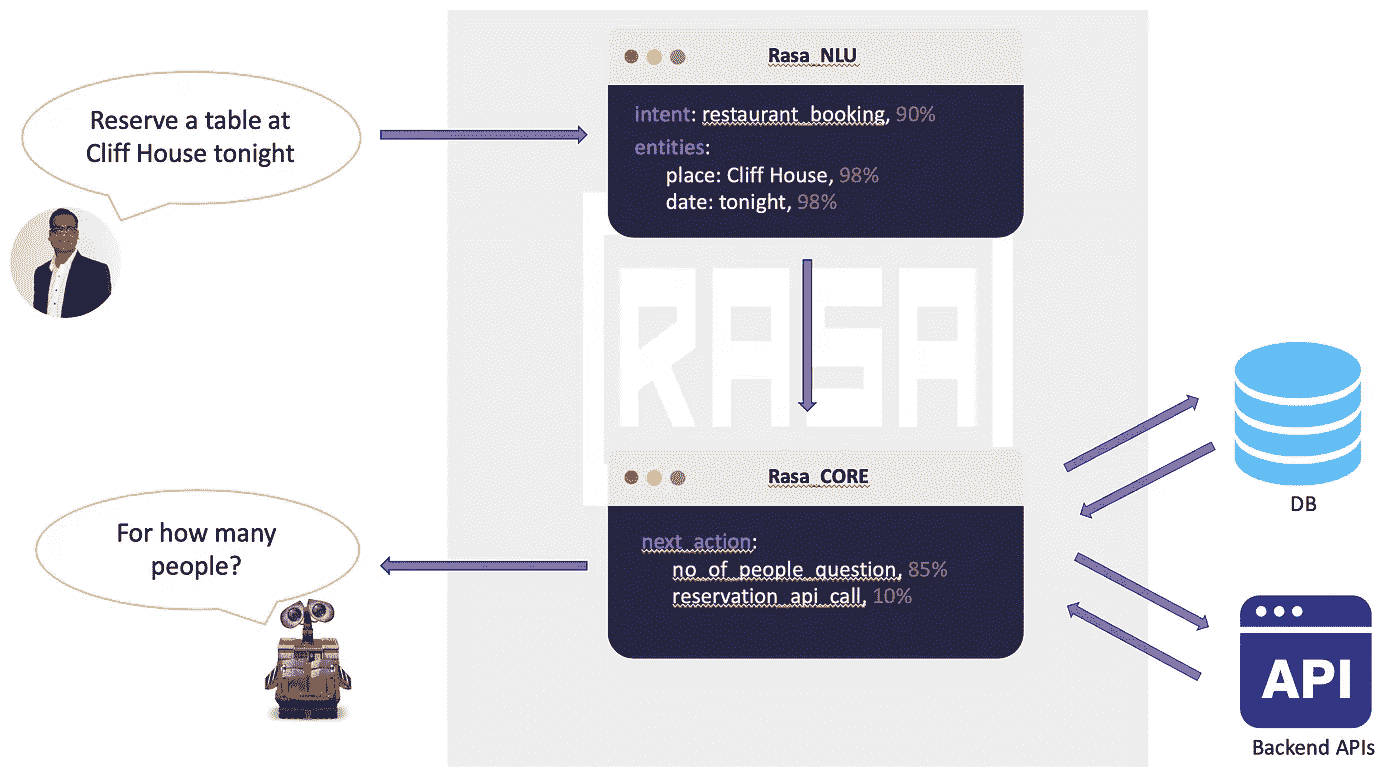 Rasa_NLU
Reserve a table at
Cliff House tonight
intent: restaurant_booking, 90%
entities:
place: Cliff House, 98%
date: tonight, 98%
RASA
Rasa_CORE
For how many
people?
next_action:
no_of_people_question, 85%
reservation_api_call, 10%
DB
API
Backend APIs